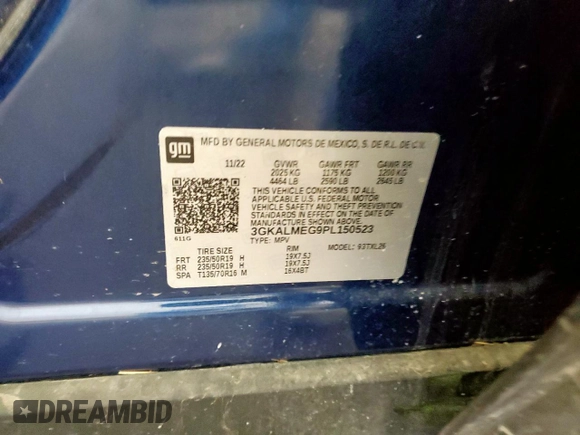 gm
MFD BY GENERAL MOTORS DE MEXICO, S. DE R.L. DE C.V.
11/22 GVWR GAWR FRT GAWR RR
2025 KG 1175 KG 1200 KG
4464 LB 2590 LB 2645 LB
THIS VEHICLE CONFORMS TO ALL
APPLICABLE U.S. FEDERAL MOTOR
VEHICLE SAFETY AND THEFT PREVENTION
STANDARDS IN EFFECT ON THE DATE OF
MANUFACTURE SHOWN ABOVE.
3GKALMEG9PL150523
611G TYPE: MPV MODEL: 93TXL26
TIRE SIZE RIM
FRT 235/50R19 H 19X7.5J
RR 235/50R19 H 19X7.5J
SPA T135/70R16 M 16X4BT
DREAMBID